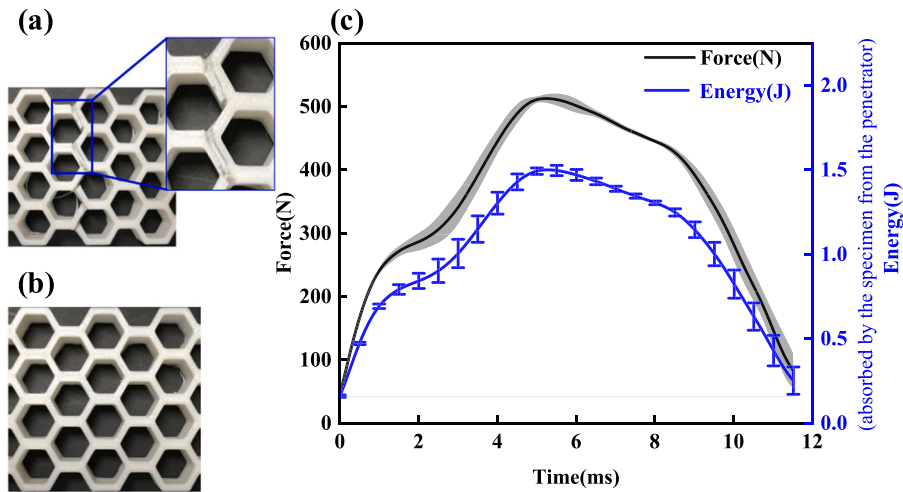 (a)
(b)
(c)
Force(N)
Energy(J)
600
500
400
300
200
100
0
Force(N)
2.0
1.5
1.0
0.5
0.0
(absorbed by the specimen from the penetrator)
Energy(J)
0 2 4 6 8 10 12
Time(ms)